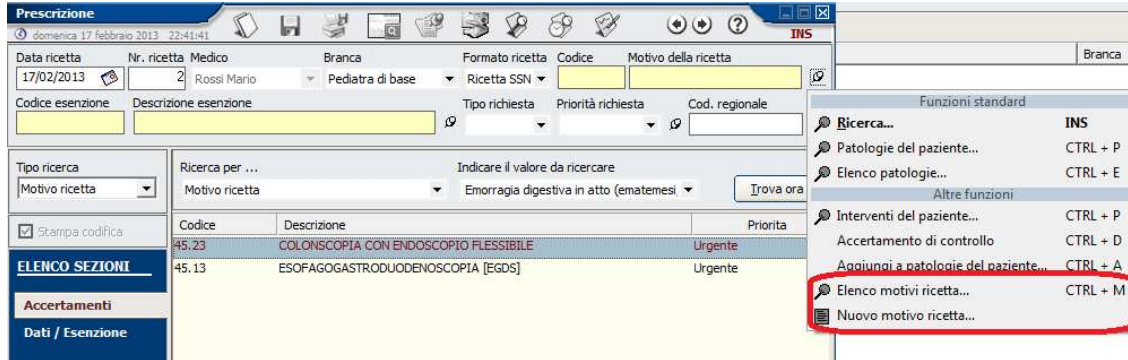 Prescrizione
domenica 17 febbraio 2013 22:41:41
INS
Data ricetta Nr. ricetta Medico Branca Formato ricetta Codice Motivo della ricetta
17/02/2013 2 Rossi Mario Pediatra di base Ricetta SSN
Codice esenzione Descrizione esenzione Tipo richiesta Priorità richiesta Cod. regionale
Tipo ricerca Ricerca per ... Indicare il valore da ricercare
Motivo ricetta Motivo ricetta Emorragia digestiva in atto (ematemesi Trova ora
Stampa codifica
Codice Descrizione Priorita
45.23 COLONSCOPIA CON ENDOSCOPIO FLESSIBILE Urgente
45.13 ESOFAGOGASTRODUODENOSCOPIA [EGDS] Urgente
ELENCO SEZIONI
Accertamenti
Dati / Esenzione
Branca
Funzioni standard
Ricerca... INS
Patologie del paziente... CTRL + P
Elenco patologie... CTRL + E
Altre funzioni
Interventi del paziente... CTRL + P
Accertamento di controllo CTRL + D
Aggiungi a patologie del paziente... CTRL + A
Elenco motivi ricetta... CTRL + M
Nuovo motivo ricetta...